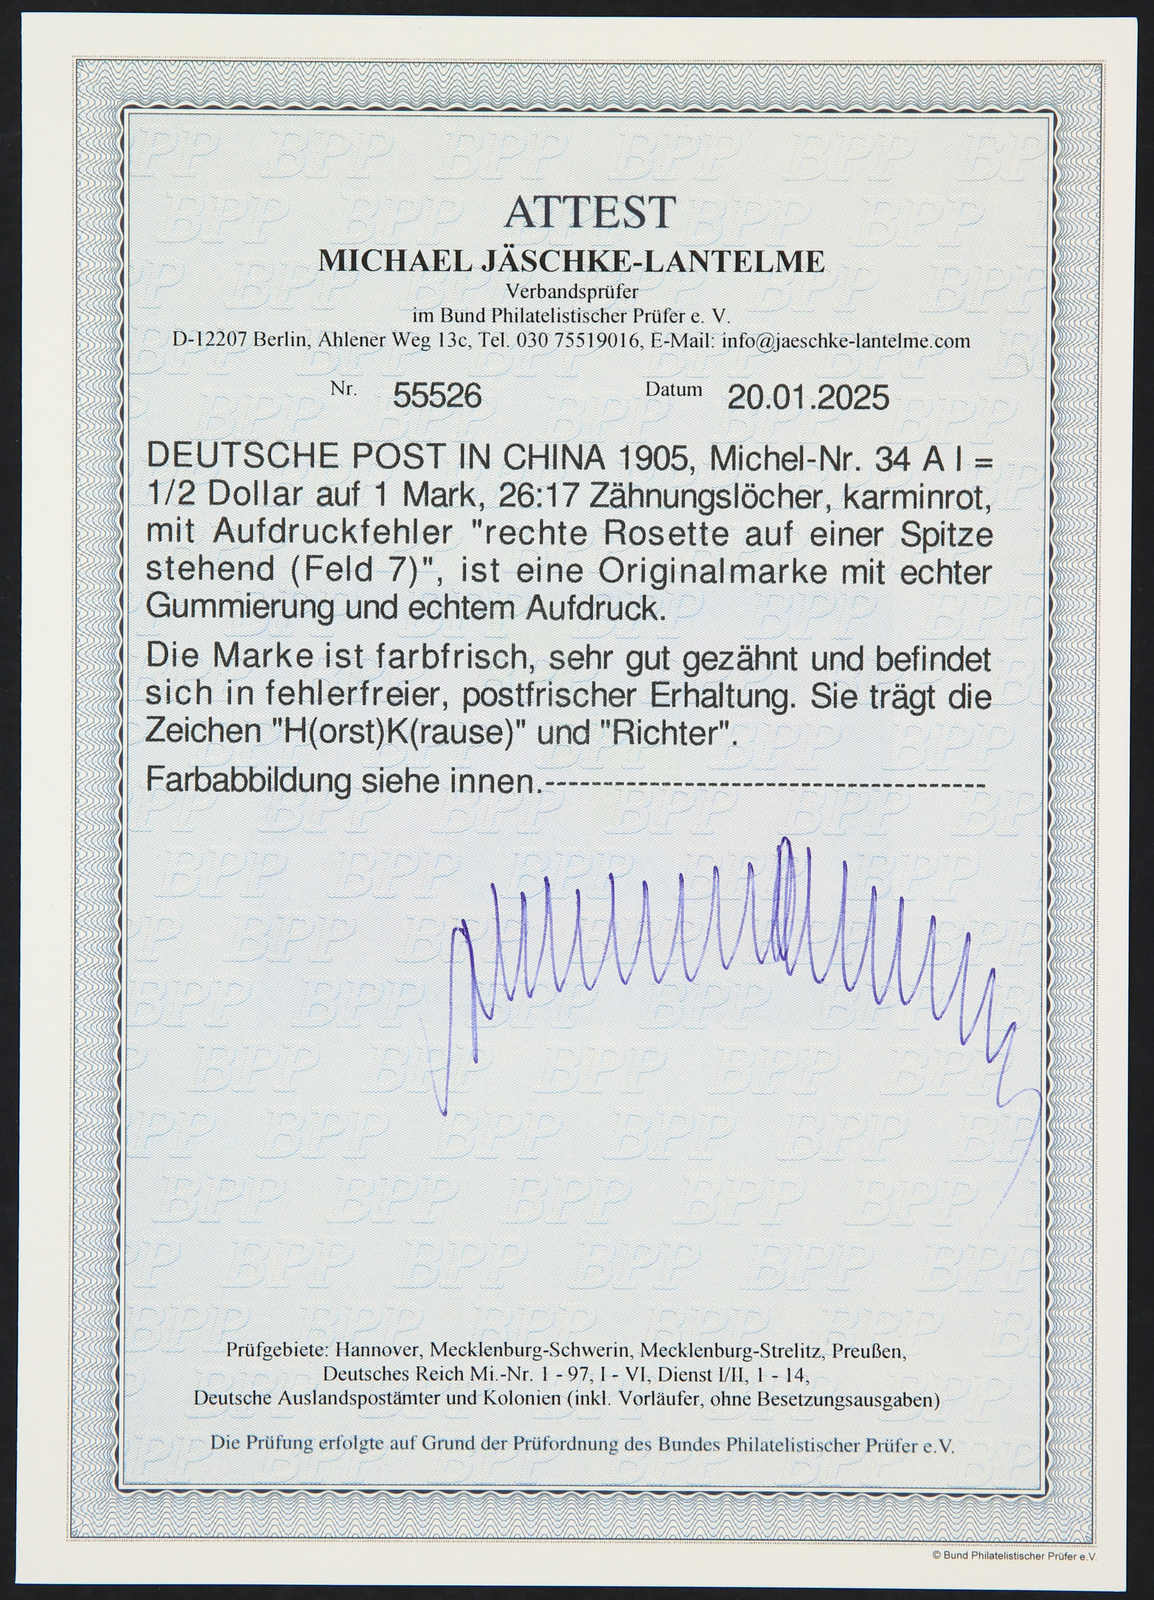 ATTEST
MICHAEL JÄSCHKE-LANTELME
Verbandsprüfer
im Bund Philatelistischer Prüfer e. V.
D-12207 Berlin, Ahlener Weg 13c, Tel. 030 75519016, E-Mail: info@jaeschke-lantelme.com
Nr. 55526 Datum 20.01.2025
DEUTSCHE POST IN CHINA 1905, Michel-Nr. 34 A I =
1/2 Dollar auf 1 Mark, 26:17 Zähnungslöcher, karminrot,
mit Aufdruckfehler "rechte Rosette auf einer Spitze
stehend (Feld 7)", ist eine Originalmarke mit echter
Gummierung und echtem Aufdruck.
Die Marke ist farbfrisch, sehr gut gezähnt und befindet
sich in fehlerfreier, postfrischer Erhaltung. Sie trägt die
Zeichen "H(orst)K(rause)" und "Richter".
Farbabbildung siehe innen.--------------------------------------
Prüfgebiete: Hannover, Mecklenburg-Schwerin, Mecklenburg-Strelitz, Preußen,
Deutsches Reich Mi.-Nr. 1 - 97, I - VI, Dienst I/II, 1 - 14,
Deutsche Auslandspostämter und Kolonien (inkl. Vorläufer, ohne Besetzungsausgaben)
Die Prüfung erfolgte auf Grund der Prüfordnung des Bundes Philatelistischer Prüfer e.V.
© Bund Philatelistischer Prüfer e.V.